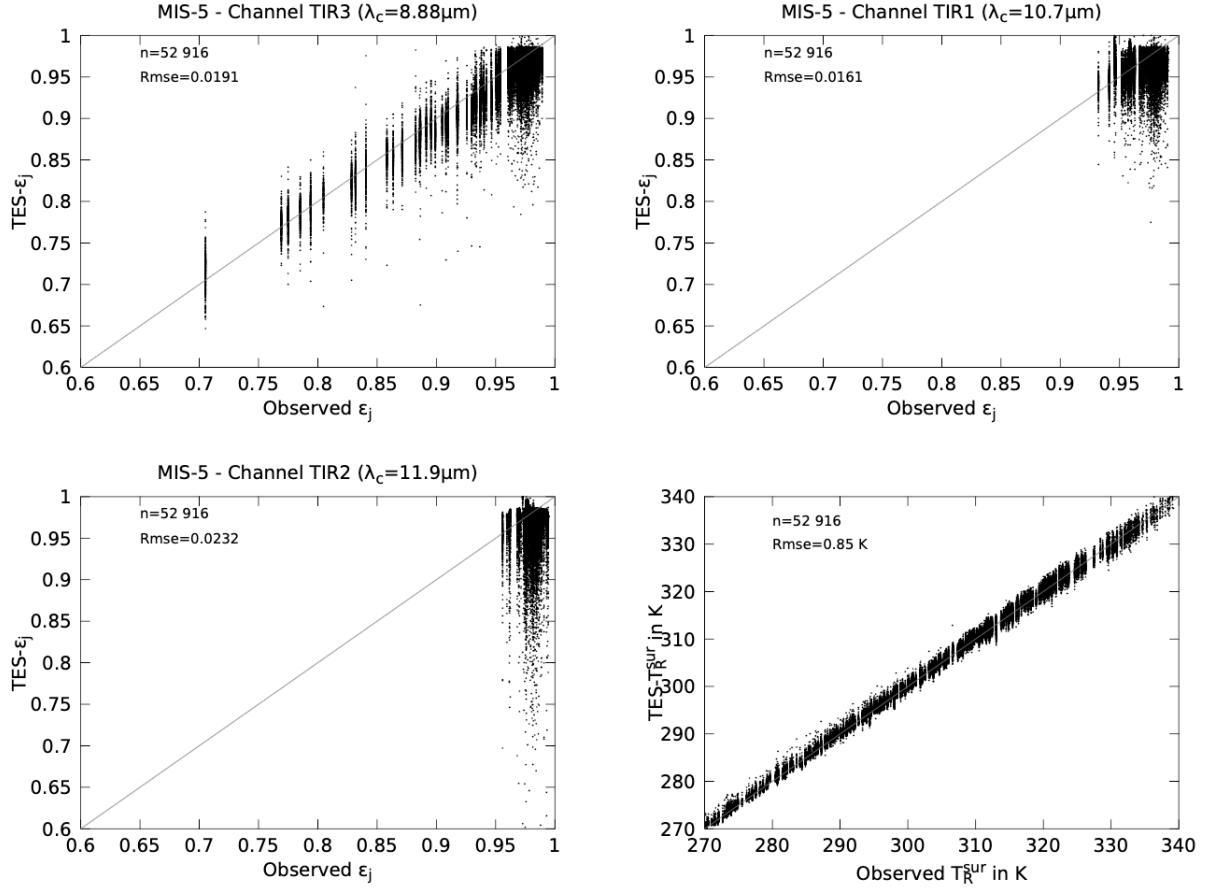 MIS-5 - Channel TIR3 (λc=8.88μm)
n=52 916
Rmse=0.0191
1
0.95
0.9
0.85
0.8
0.75
0.7
0.65
0.6
TES-εj
0.6 0.65 0.7 0.75 0.8 0.85 0.9 0.95 1
Observed εj
MIS-5 - Channel TIR1 (λc=10.7μm)
n=52 916
Rmse=0.0161
1
0.95
0.9
0.85
0.8
0.75
0.7
0.65
0.6
TES-εj
0.6 0.65 0.7 0.75 0.8 0.85 0.9 0.95 1
Observed εj
MIS-5 - Channel TIR2 (λc=11.9μm)
n=52 916
Rmse=0.0232
1
0.95
0.9
0.85
0.8
0.75
0.7
0.65
0.6
TES-εj
0.6 0.65 0.7 0.75 0.8 0.85 0.9 0.95 1
Observed εj
n=52 916
Rmse=0.85 K
340
330
320
310
300
290
280
270
TES-T_R^sur in K
270 280 290 300 310 320 330 340
Observed T_R^sur in K